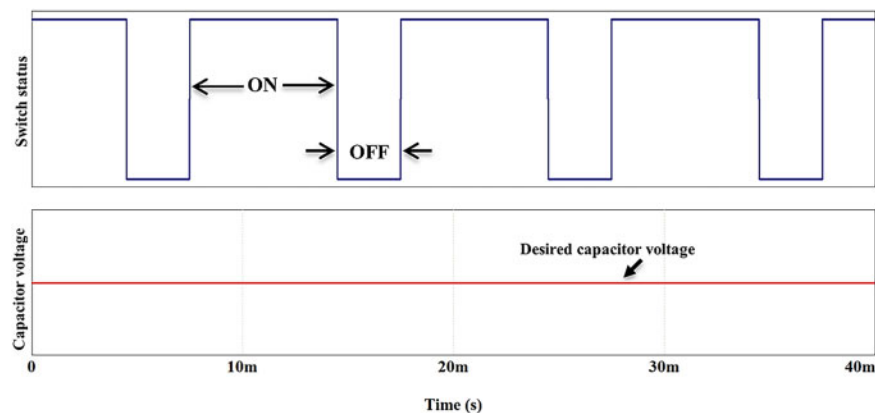 Switch status
ON
OFF
Capacitor voltage
Desired capacitor voltage
0 10m 20m 30m 40m
Time (s)